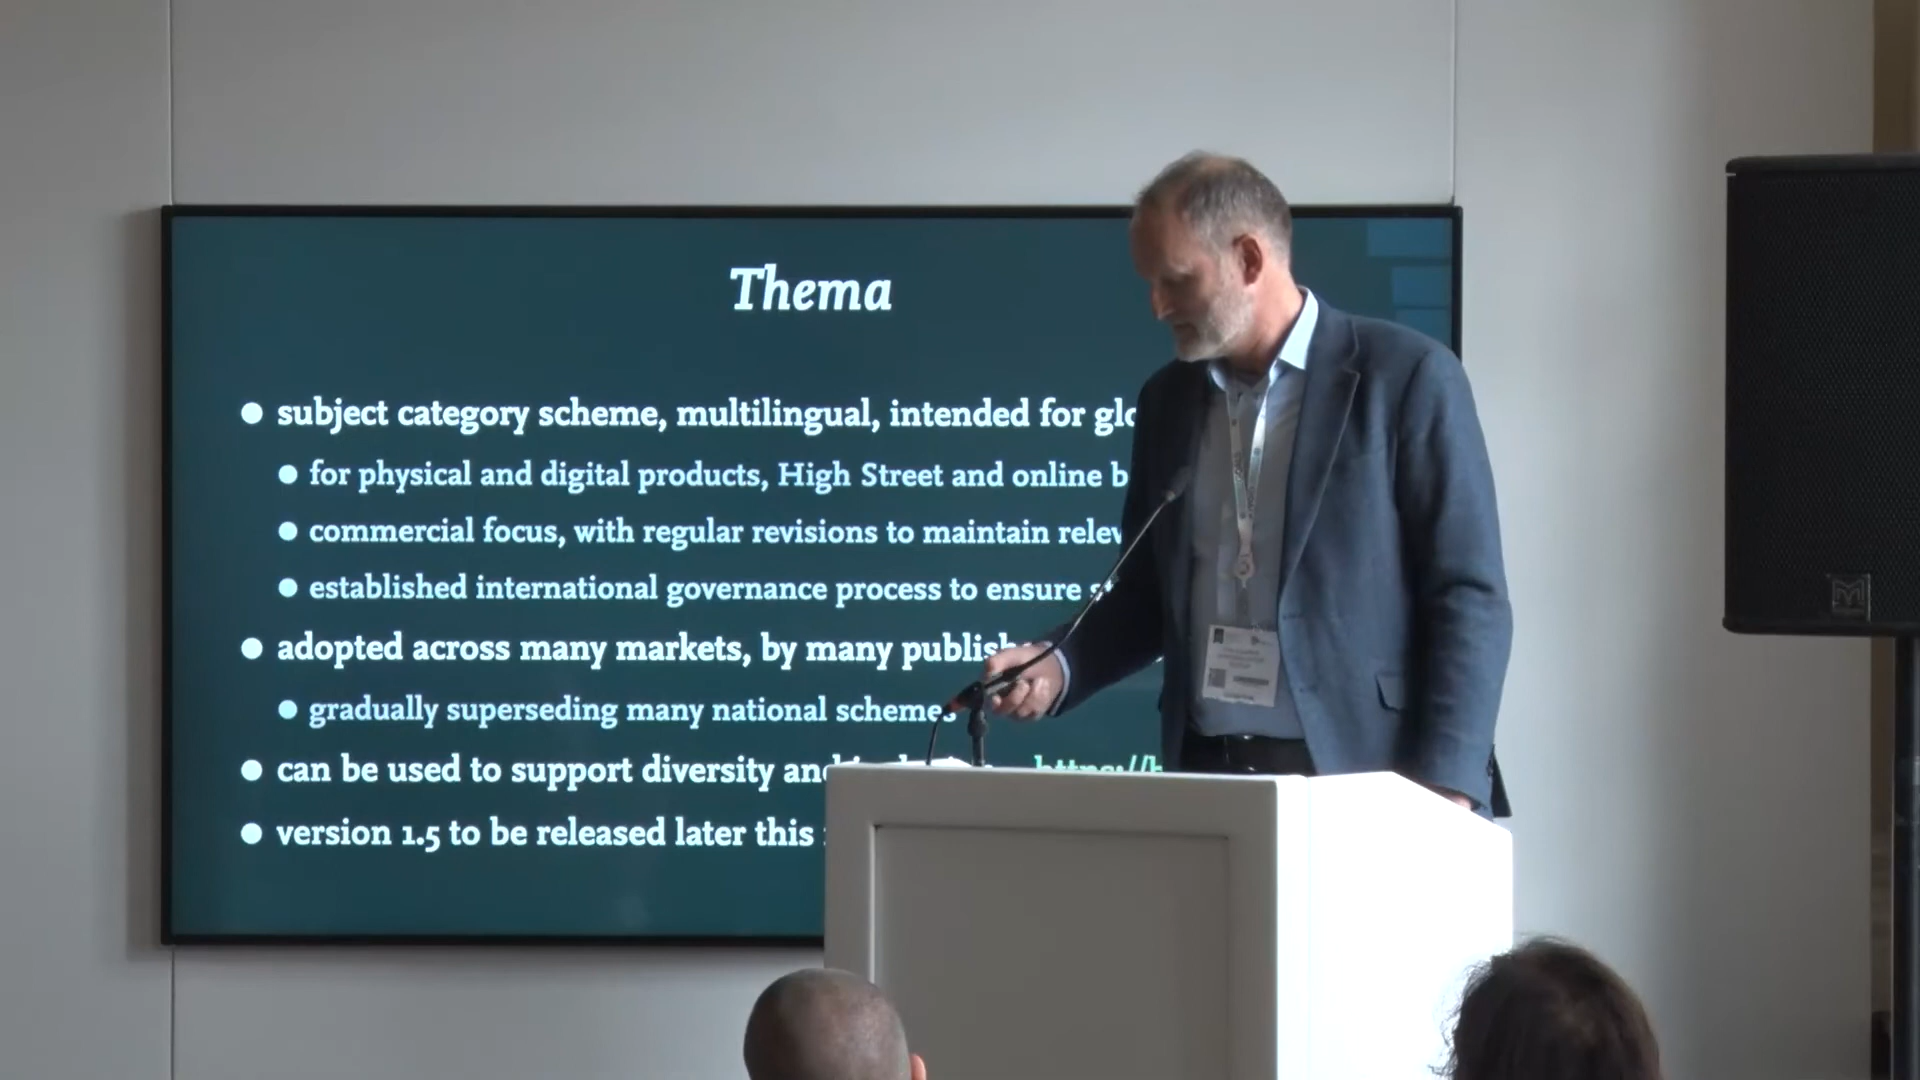 Thema
● subject category scheme, multilingual, intended for glo
● for physical and digital products, High Street and online b
● commercial focus, with regular revisions to maintain relev
● established international governance process to ensure st
● adopted across many markets, by many publish
● gradually superseding many national schemes
● can be used to support diversity and https://b
● version 1.5 to be released later this